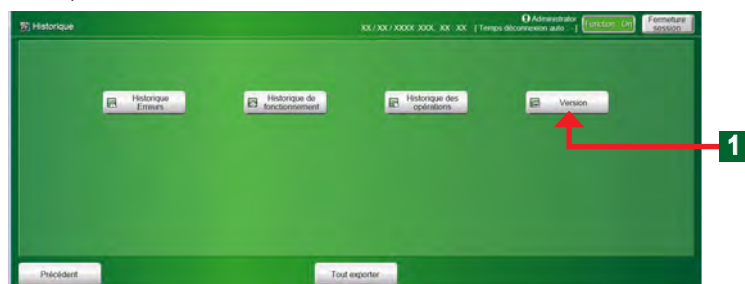 Historique
XX / XX / XXXX XXX, XX : XX [ Temps déconnexion auto : - ]
Administrator
Fonction : On
Fermeture
session
Historique
Erreurs
Historique de
fonctionnement
Historique des
opérations
Version
1
Précédent
Tout exporter